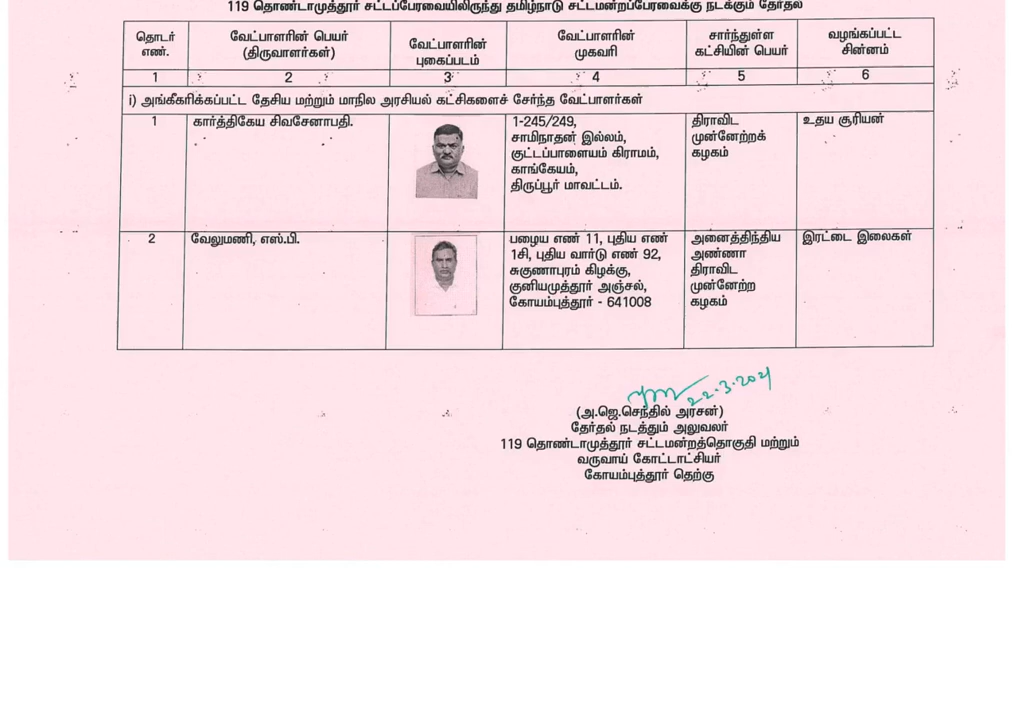 119 தொண்டாமுத்தூர் சட்டப்பேரவையிலிருந்து தமிழ்நாடு சட்டமன்றப்பேரவைக்கு நடக்கும் தேர்தல்
தொடர் எண்.
வேட்பாளரின் பெயர் (திருவாளர்கள்)
வேட்பாளரின் புகைப்படம்
வேட்பாளரின் முகவரி
சார்ந்துள்ள கட்சியின் பெயர்
வழங்கப்பட்ட சின்னம்
1 2 3 4 5 6
i) அங்கீகரிக்கப்பட்ட தேசிய மற்றும் மாநில அரசியல் கட்சிகளைச் சேர்ந்த வேட்பாளர்கள்
1
கார்த்திகேய சிவசேனாபதி.
1-245/249,
சாமிநாதன் இல்லம்,
குட்டப்பாளையம் கிராமம்,
காங்கேயம்,
திருப்பூர் மாவட்டம்.
திராவிட
முன்னேற்றக்
கழகம்
உதய சூரியன்
2
வேலுமணி, எஸ்.பி.
பழைய எண் 11, புதிய எண்
1சி, புதிய வார்டு எண் 92,
சுகுணாபுரம் கிழக்கு,
குனியமுத்தூர் அஞ்சல்,
கோயம்புத்தூர் - 641008
அனைத்திந்திய
அண்ணா
திராவிட
முன்னேற்ற
கழகம்
இரட்டை இலைகள்
22.3.2021
(அ.ஜெ.செந்தில் அரசன்)
தேர்தல் நடத்தும் அலுவலர்
119 தொண்டாமுத்தூர் சட்டமன்றத்தொகுதி மற்றும்
வருவாய் கோட்டாட்சியர்
கோயம்புத்தூர் தெற்கு